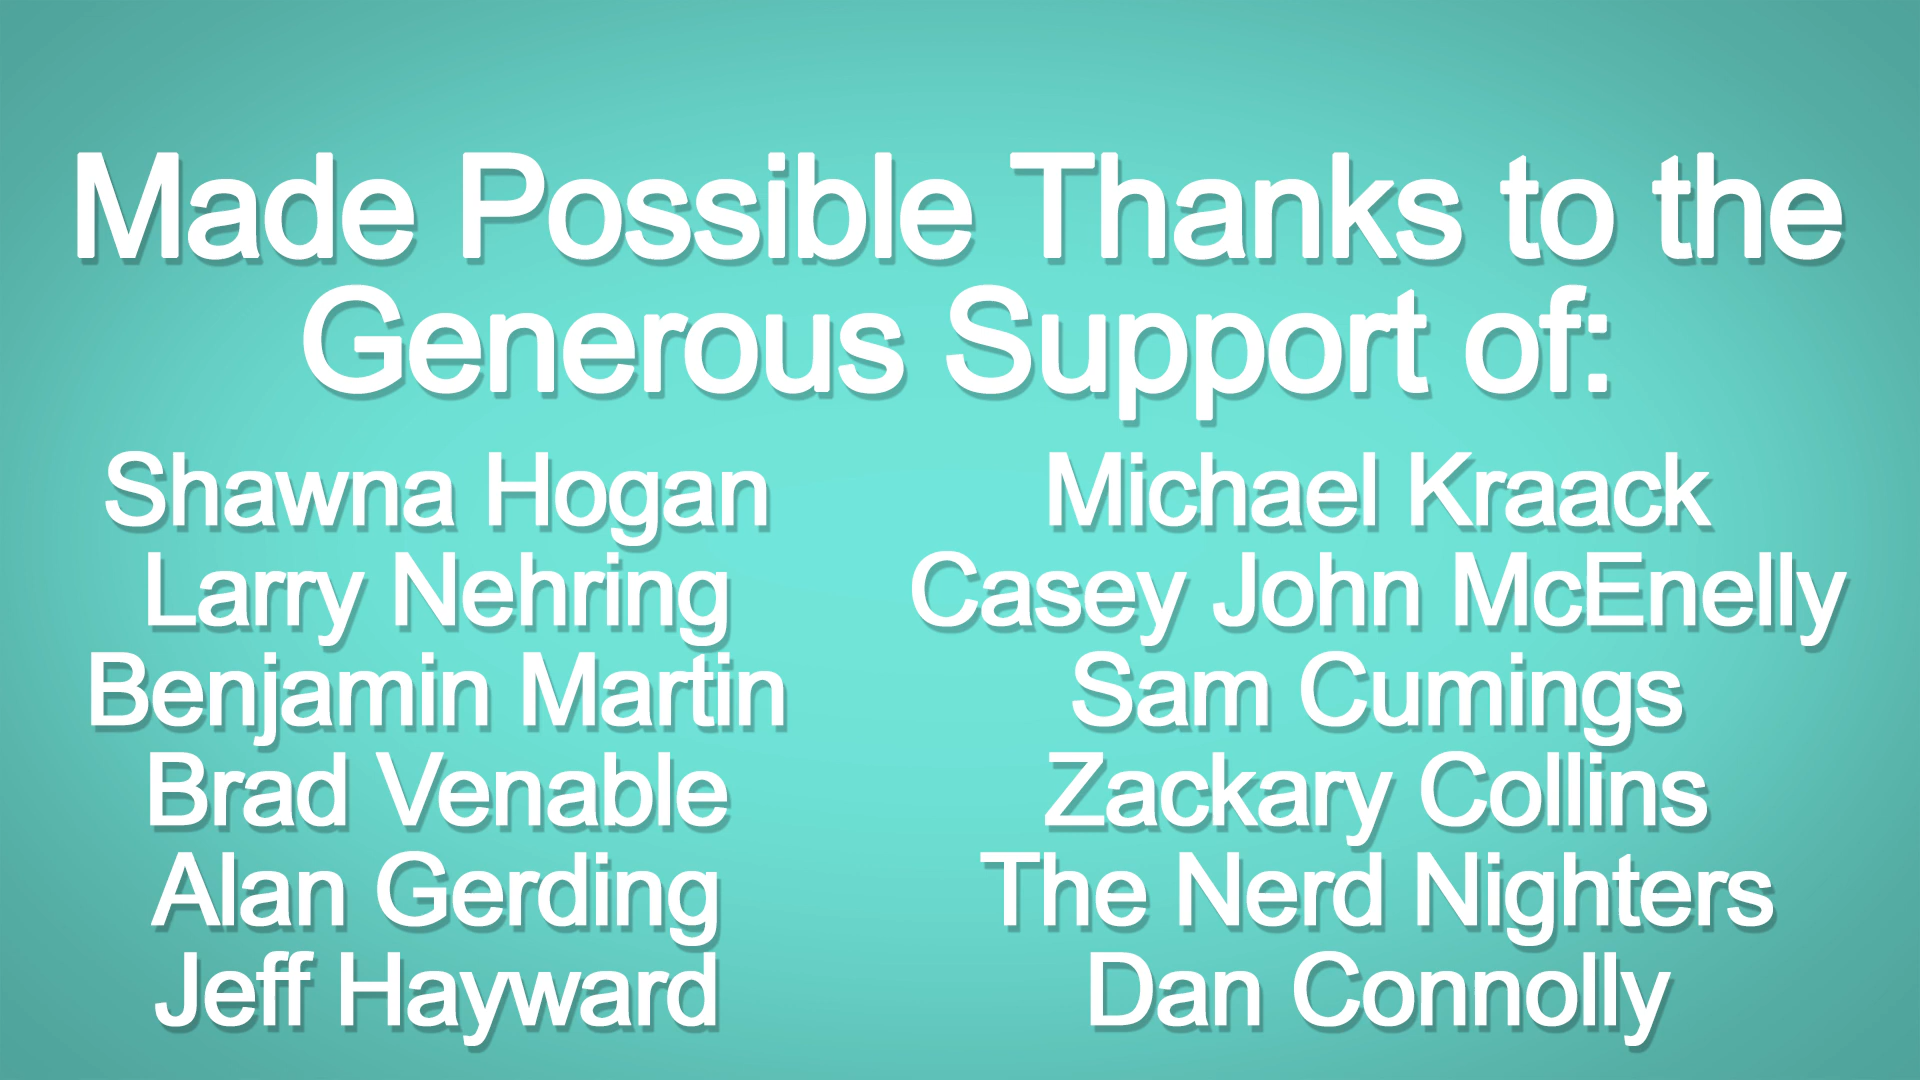 Made Possible Thanks to the
Generous Support of:
Shawna Hogan
Larry Nehring
Benjamin Martin
Brad Venable
Alan Gerding
Jeff Hayward
Michael Kraack
Casey John McEnelly
Sam Cumings
Zackary Collins
The Nerd Nighters
Dan Connolly